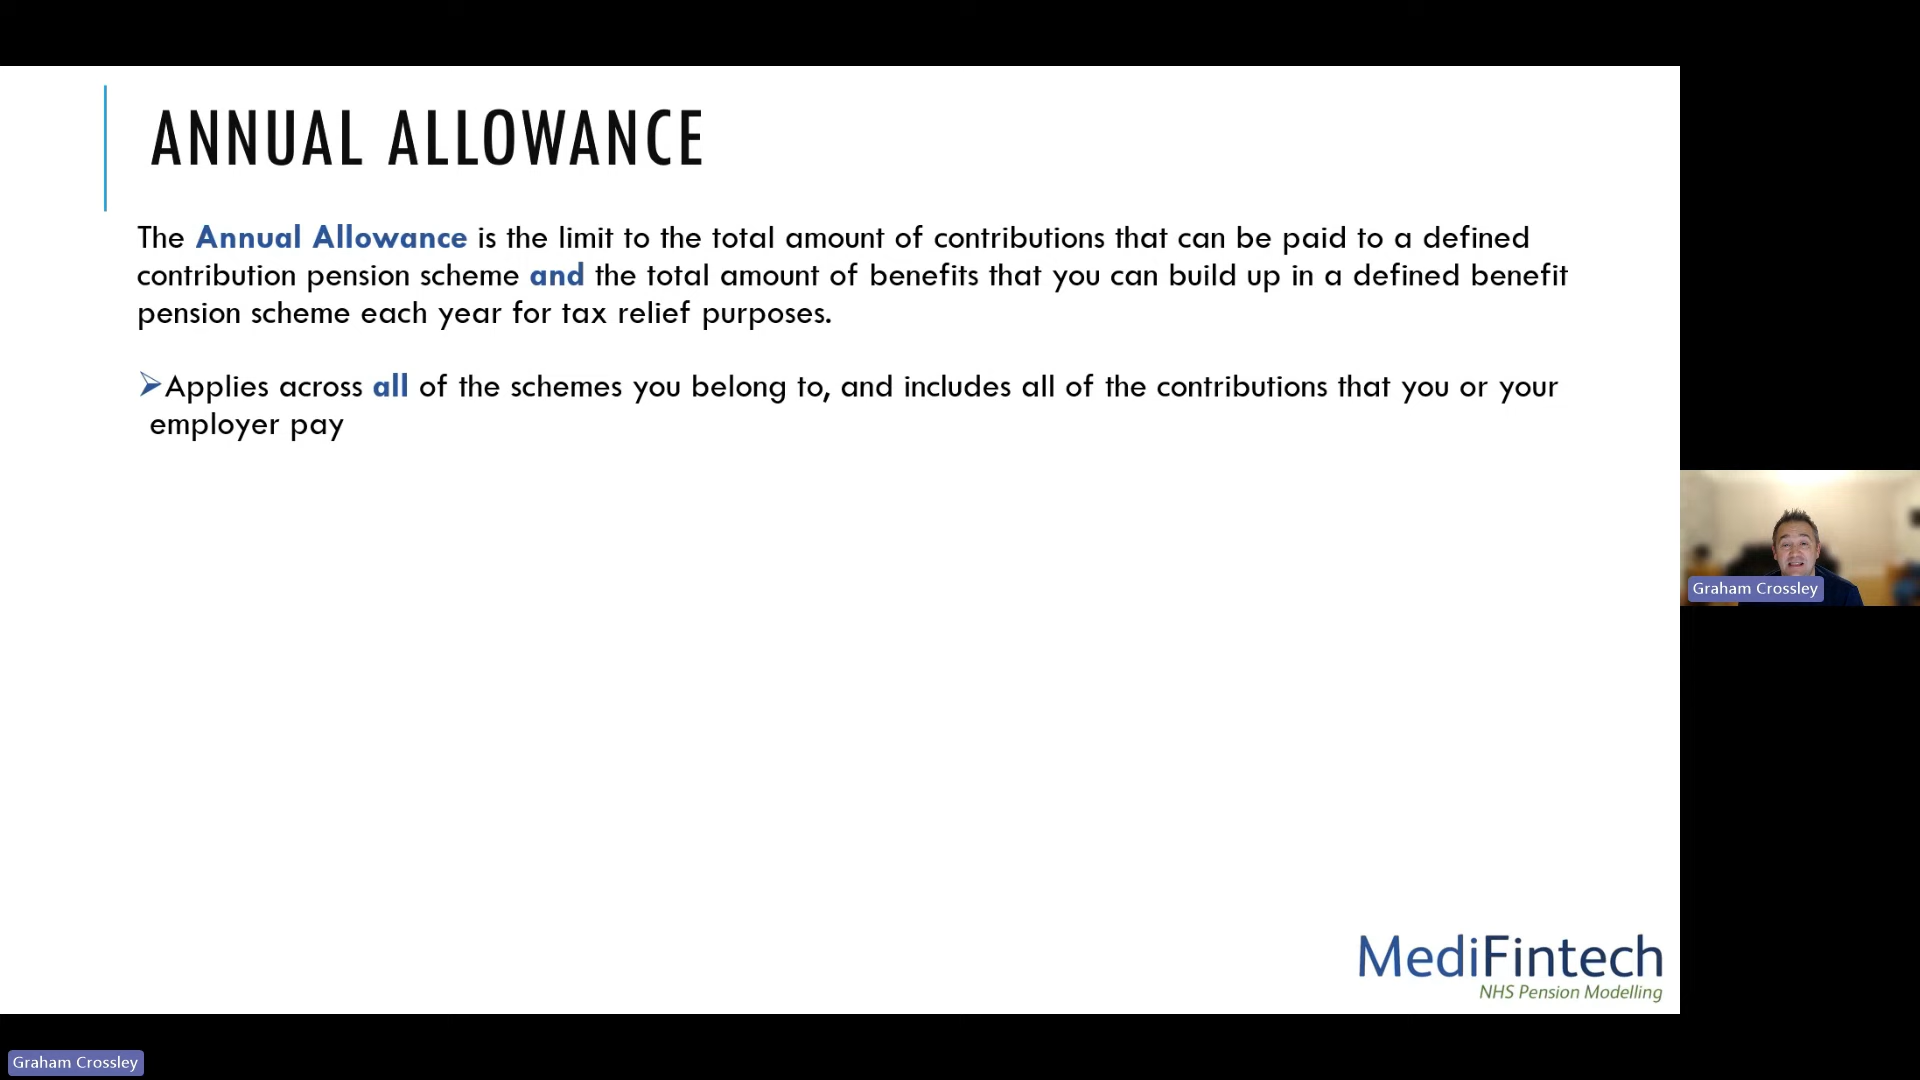 ANNUAL ALLOWANCE
The Annual Allowance is the limit to the total amount of contributions that can be paid to a defined
contribution pension scheme and the total amount of benefits that you can build up in a defined benefit
pension scheme each year for tax relief purposes.
Applies across all of the schemes you belong to, and includes all of the contributions that you or your
employer pay
Graham Crossley
MediFintech
NHS Pension Modelling
Graham Crossley